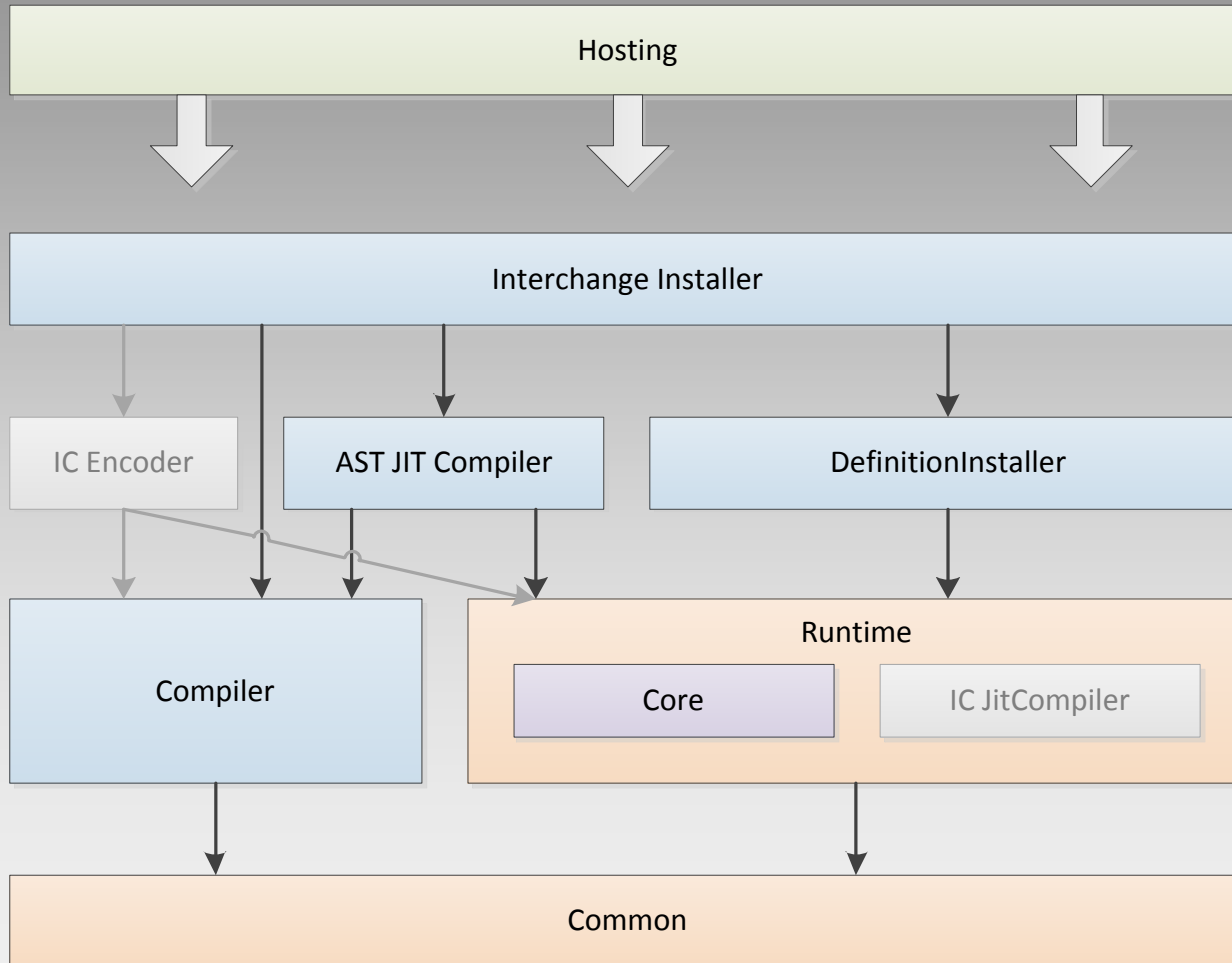 Hosting
Interchange Installer
IC Encoder
AST JIT Compiler
DefinitionInstaller
Compiler
Runtime
Core
IC JitCompiler
Common